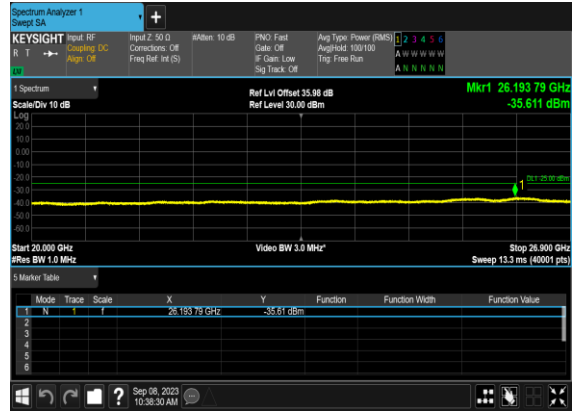 Spectrum Analyzer 1
Swept SA
+
KEYSIGHT Input: RF Input Z: 50 Ω #Atten: 10 dB PNO: Fast Avg Type: Power (RMS) 1 2 3 4 5 6
R T Coupling: DC Corrections: Off Gate: Off Avg|Hold: 100/100 A W W W W W
Align: Off Freq Ref: Int (S) IF Gain: Low Trig: Free Run
Sig Track: Off A N N N N N
1 Spectrum Ref Lvl Offset 35.98 dB Mkr1 26.193 79 GHz
Scale/Div 10 dB Ref Level 30.00 dBm -35.611 dBm
Log
20.0
10.0
0.00
-10.0
-20.0
-30.0
-40.0
-50.0
-60.0
1
DL1 -25.00 dBm
Start 20.000 GHz Video BW 3.0 MHz* Stop 26.900 GHz
#Res BW 1.0 MHz Sweep 13.3 ms (40001 pts)
5 Marker Table
Mode Trace Scale X Y Function Function Width Function Value
1 N 1 f 26.193 79 GHz -35.61 dBm
2
3
4
5
6
? Sep 08, 2023
10:38:30 AM